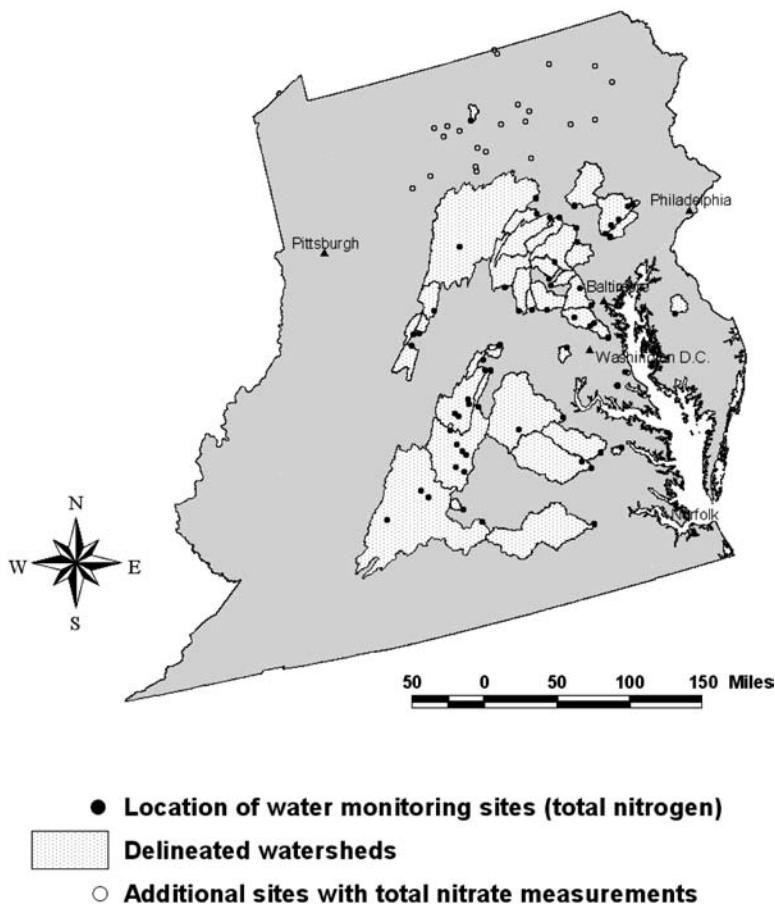 Philadelphia
Pittsburgh
Baltimore
Washington D.C.
Norfolk
N
W E
S
50 0 50 100 150 Miles
Location of water monitoring sites (total nitrogen)
Delineated watersheds
Additional sites with total nitrate measurements